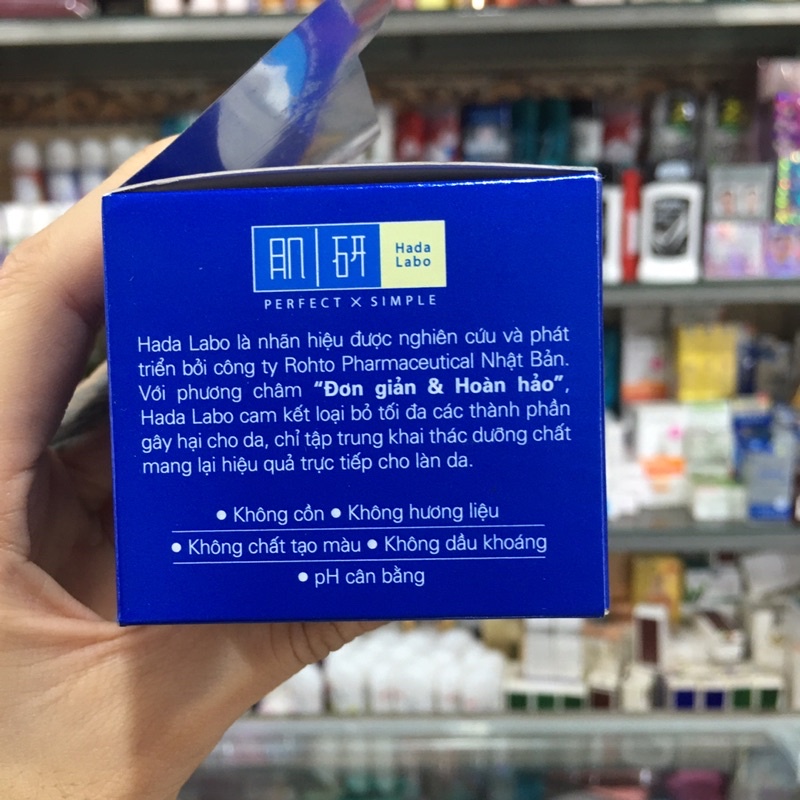 肌研
Hada
Labo
PERFECT X SIMPLE
Hada Labo là nhãn hiệu được nghiên cứu và phát
triển bởi công ty Rohto Pharmaceutical Nhật Bản.
Với phương châm “Đơn giản & Hoàn hảo”,
Hada Labo cam kết loại bỏ tối đa các thành phần
gây hại cho da, chỉ tập trung khai thác dưỡng chất
mang lại hiệu quả trực tiếp cho làn da.
• Không cồn • Không hương liệu
• Không chất tạo màu • Không dầu khoáng
• pH cân bằng